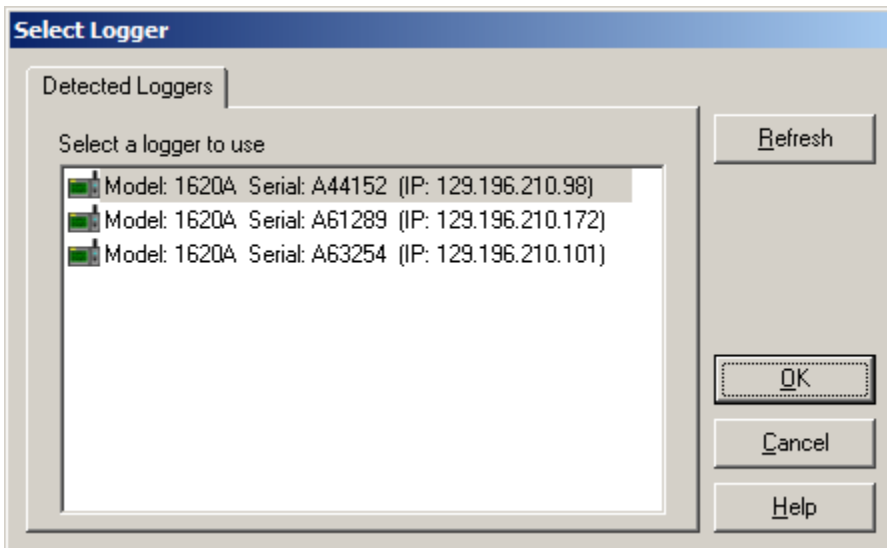 Select Logger
Detected Loggers
Select a logger to use
Model: 1620A Serial: A44152 (IP: 129.196.210.98)
Model: 1620A Serial: A61289 (IP: 129.196.210.172)
Model: 1620A Serial: A63254 (IP: 129.196.210.101)
Refresh
OK
Cancel
Help